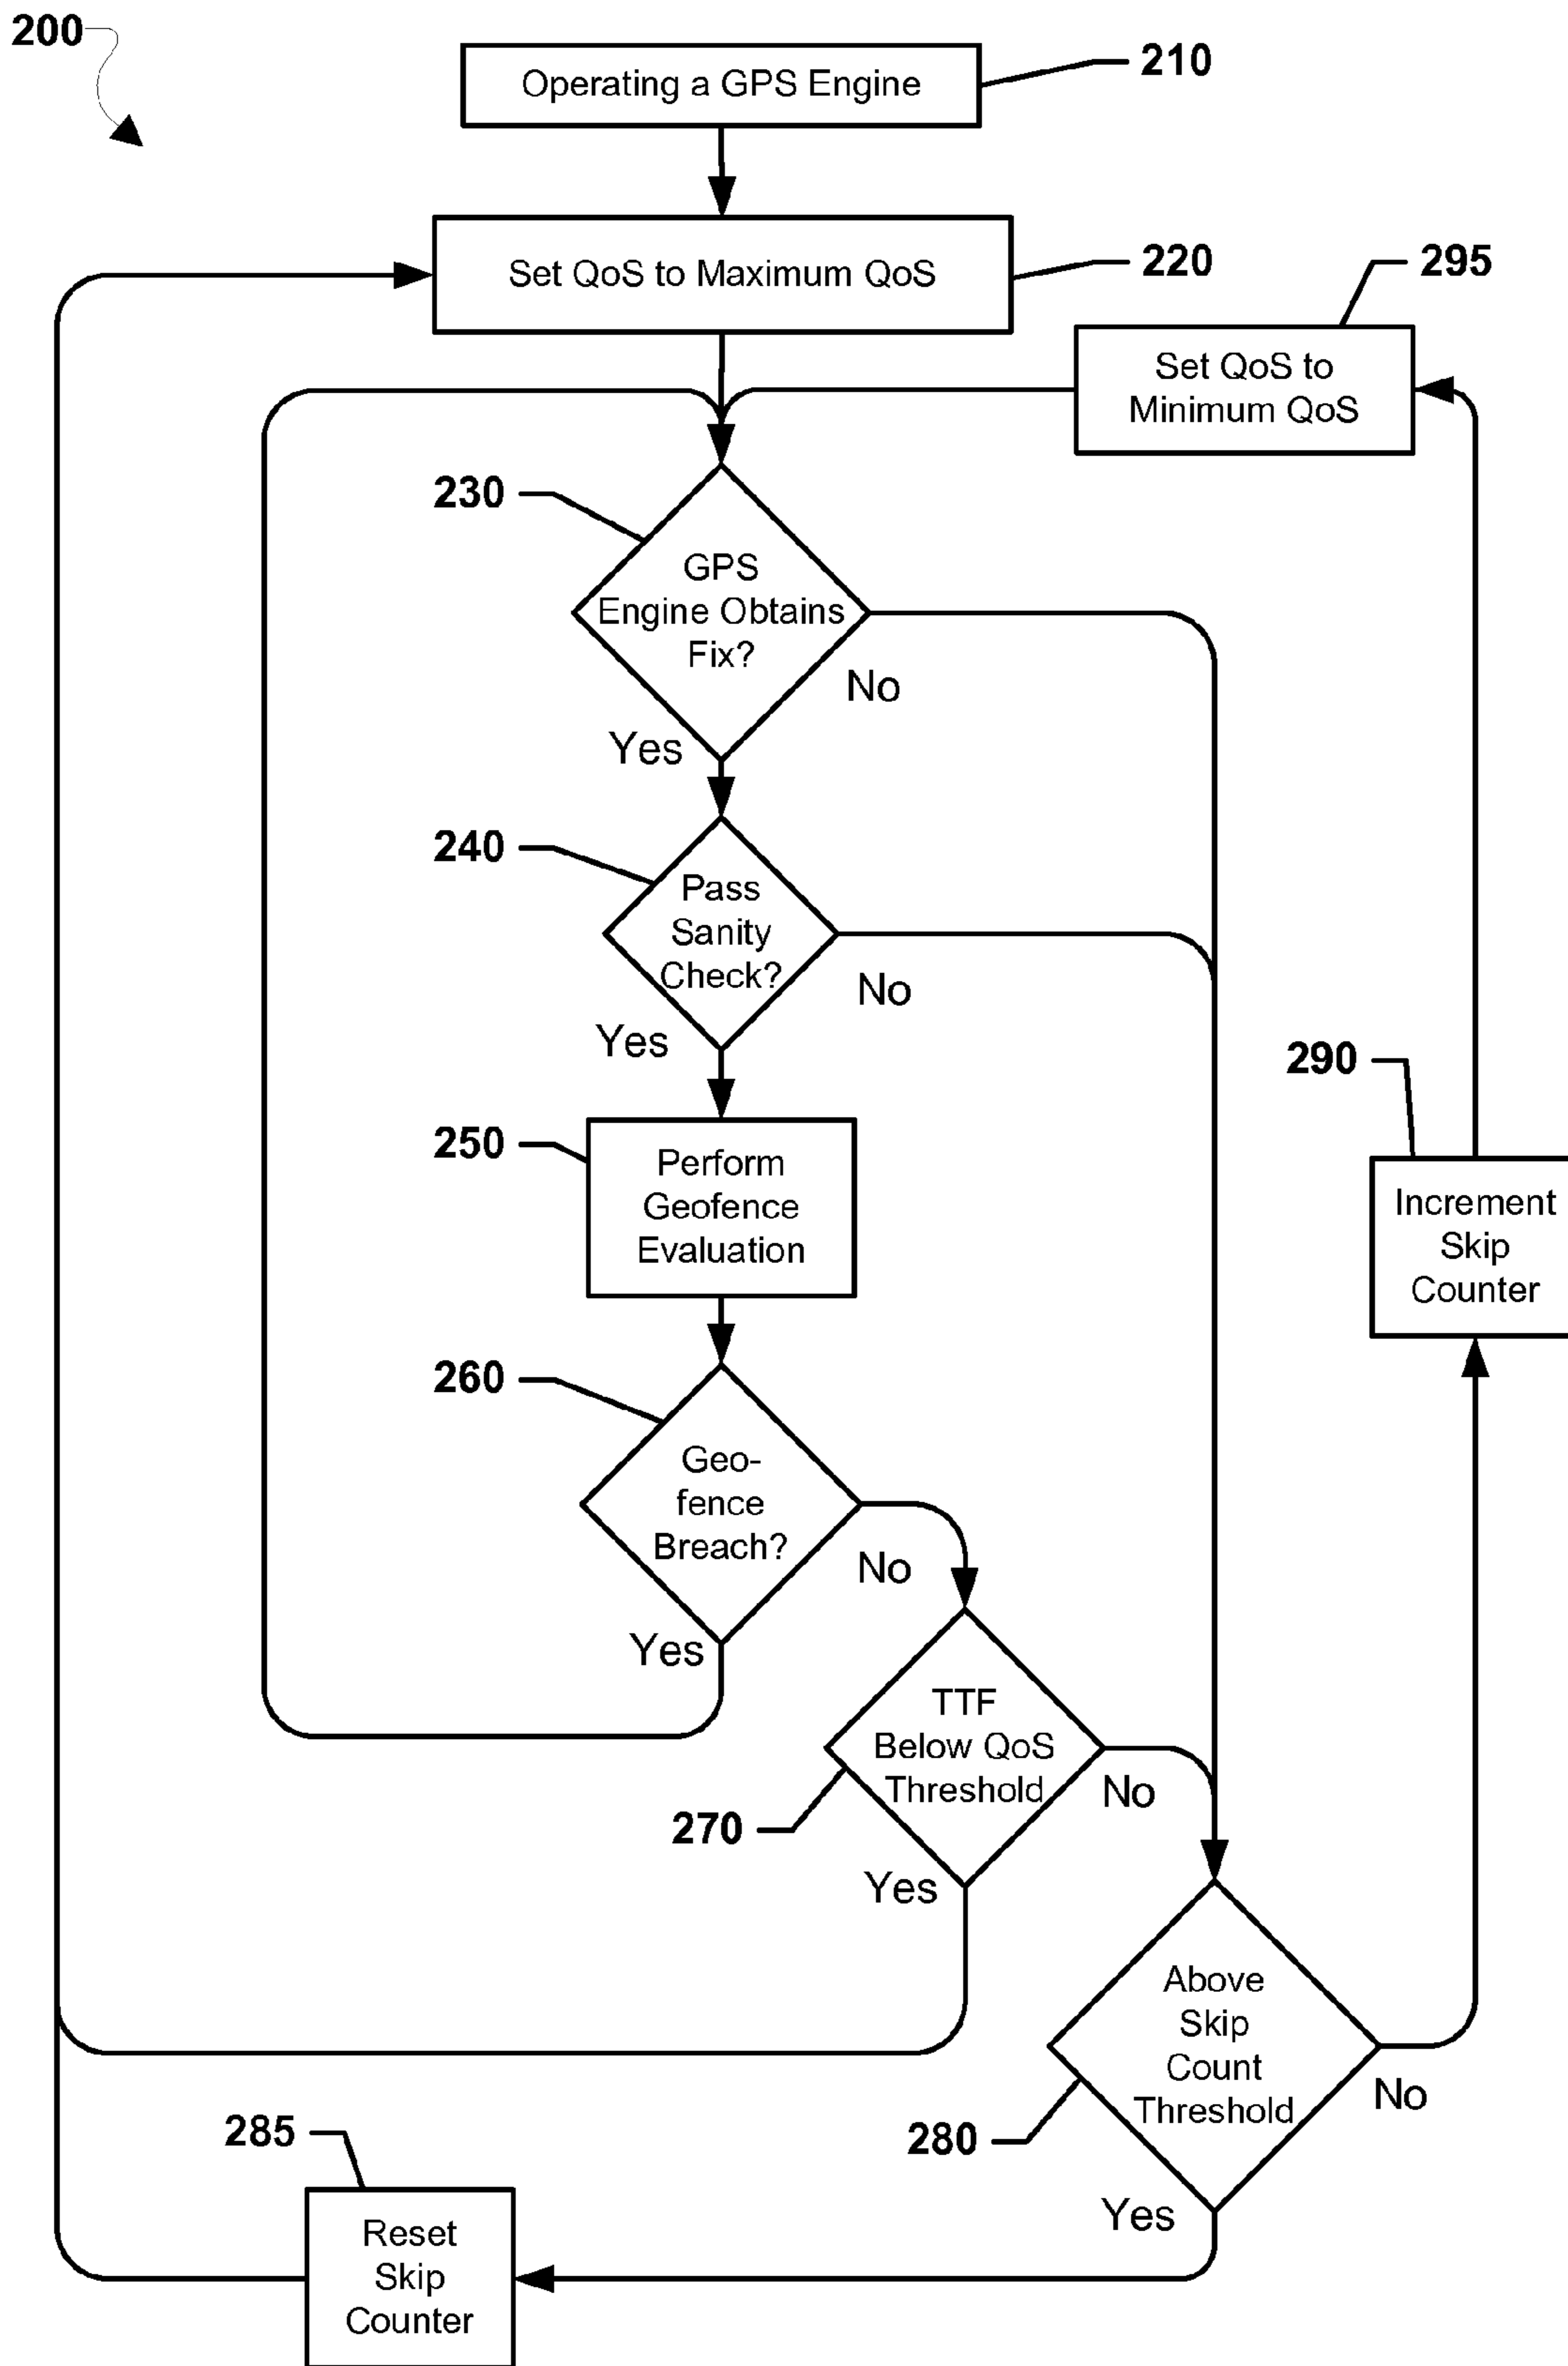 200
Operating a GPS Engine
210
Set QoS to Maximum QoS
220
295
Set QoS to
Minimum QoS
230
GPS
Engine Obtains
Fix?
No
Yes
240
Pass
Sanity
Check?
No
Yes
250
Perform
Geofence
Evaluation
290
Increment
Skip
Counter
260
Geo-
fence
Breach?
No
Yes
TTF
Below QoS
Threshold
270
No
Yes
Above
Skip
Count
Threshold
280
No
Yes
285
Reset
Skip
Counter